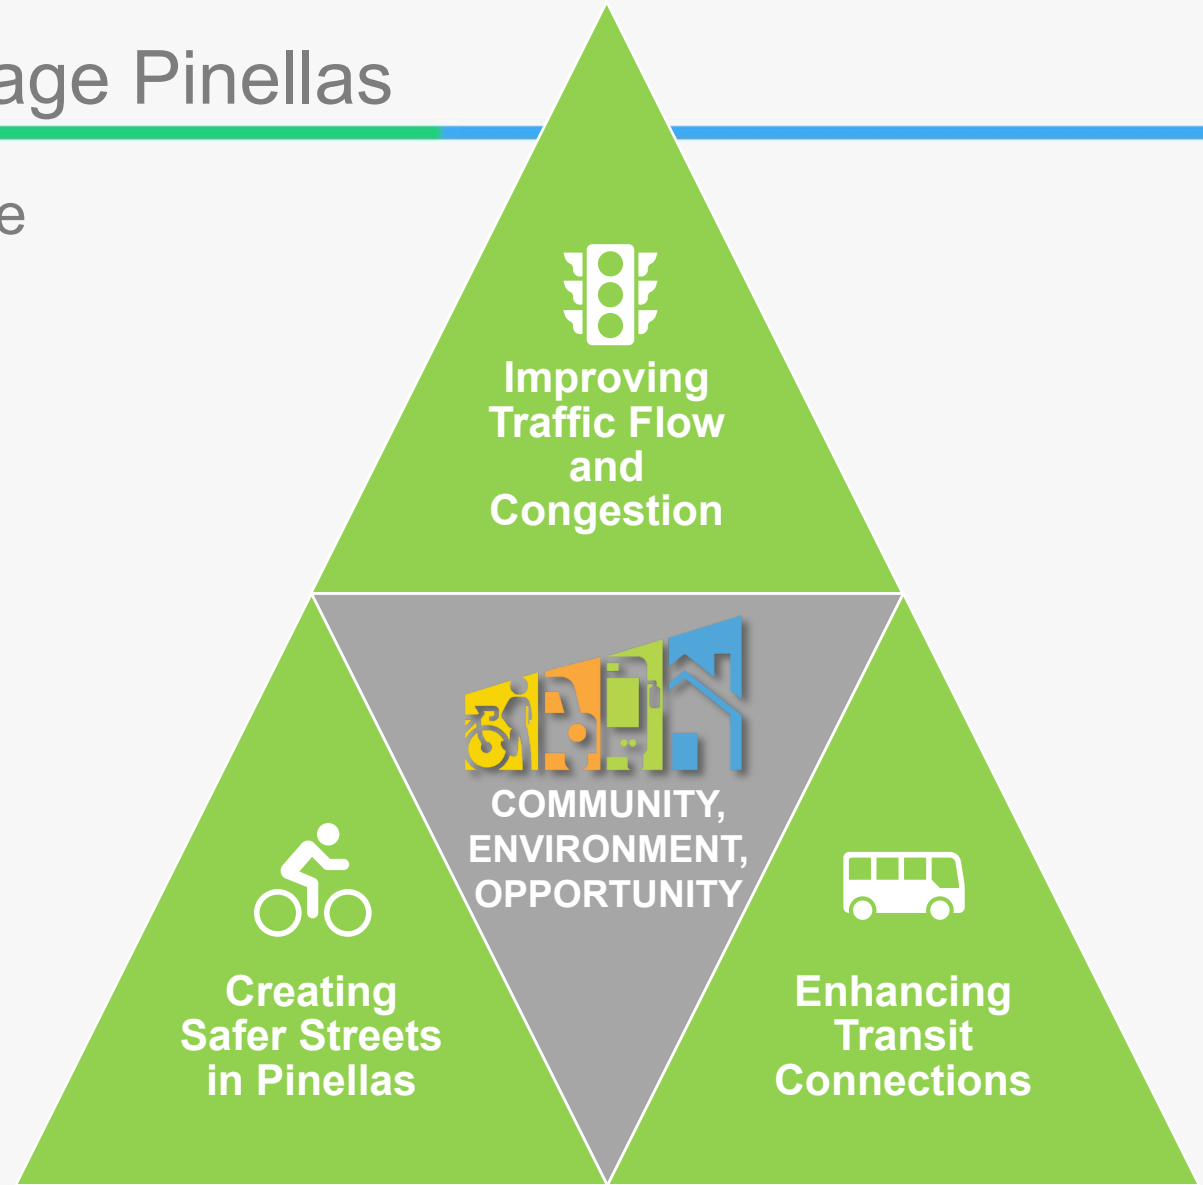 age Pinellas
e
Improving
Traffic Flow
and
Congestion
COMMUNITY,
ENVIRONMENT,
OPPORTUNITY
Creating
Safer Streets
in Pinellas
Enhancing
Transit
Connections